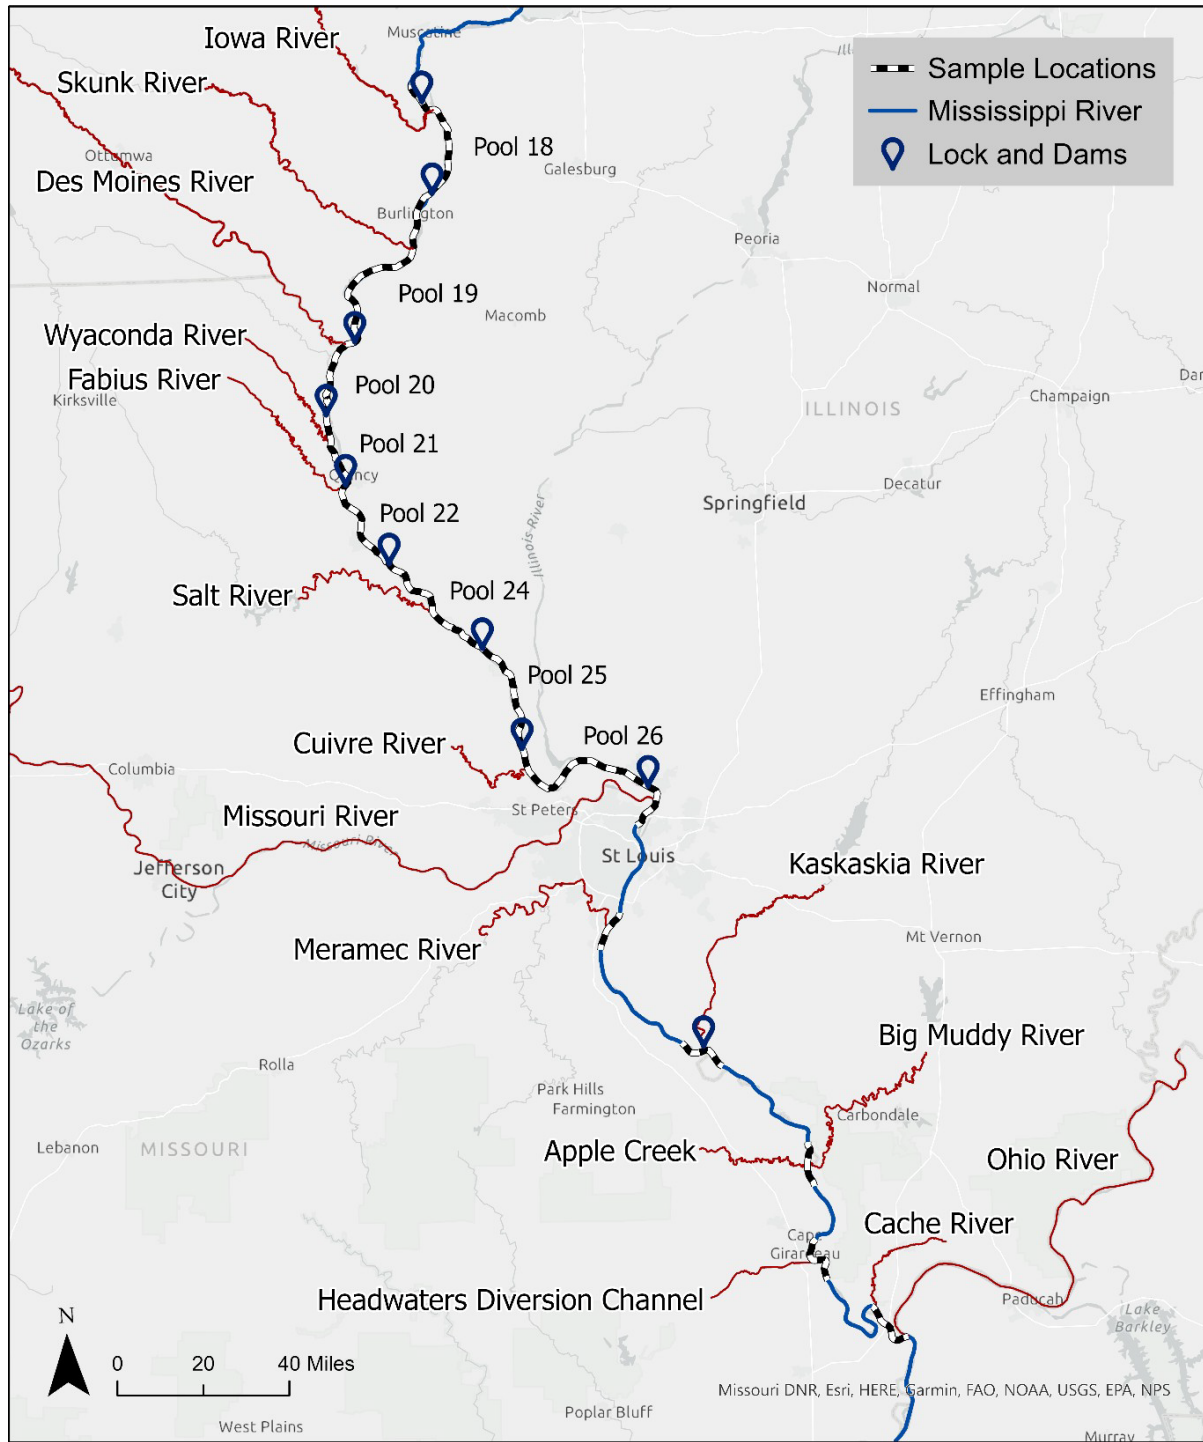 Iowa River
Muscatine
Sample Locations
Mississippi River
Lock and Dams
Skunk River
Pool 18
Ottumwa
Galesburg
Des Moines River
Burlington
Peoria
Pool 19
Normal
Macomb
Wyaconda River
Fabius River
Pool 20
Kirksville
ILLINOIS
Champaign
Pool 21
Quincy
Decatur
Springfield
Pool 22
Illinois River
Salt River
Pool 24
Pool 25
Effingham
Cuivre River
Pool 26
Columbia
St Peters
Missouri River
Missouri River
St Louis
Jefferson
City
Kaskaskia River
Meramec River
Mt Vernon
Lake of
the
Ozarks
Big Muddy River
Rolla
Park Hills
Farmington
Carbondale
Lebanon
MISSOURI
Apple Creek
Ohio River
Cape
Girardeau
Cache River
Headwaters Diversion Channel
Paducah
Lake
Barkley
N
0 20 40 Miles
Missouri DNR, Esri, HERE, Garmin, FAO, NOAA, USGS, EPA, NPS
West Plains
Poplar Bluff
Murray